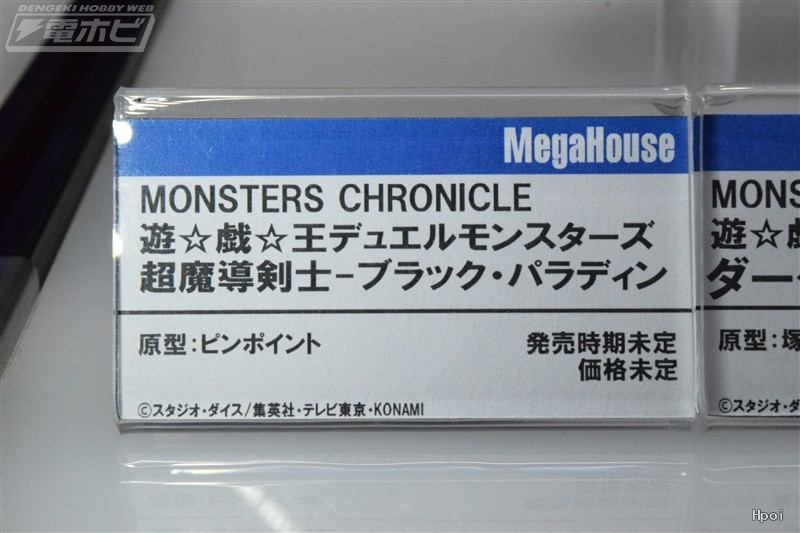 DENGEKI HOBBY WEB
電ホビ
MegaHouse
MONSTERS CHRONICLE
遊☆戯☆王デュエルモンスターズ
超魔導剣士−ブラック・パラディン
原型：ピンポイント
発売時期未定
価格未定
©スタジオ・ダイス/集英社・テレビ東京・KONAMI
MONS
遊☆戯
ダー
原型：塚
©スタジオ・ダ
Hpoi